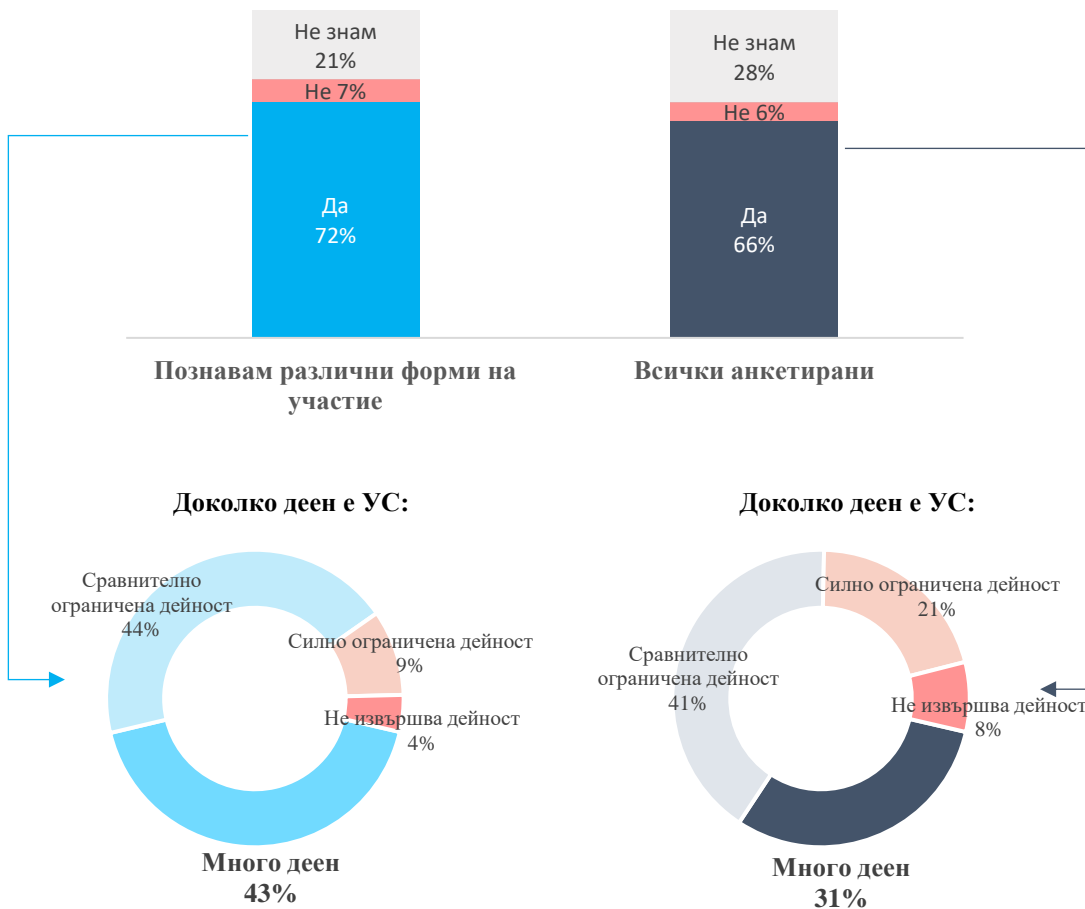 Не знам
21%
Не 7%
Да
72%
Не знам
28%
Не 6%
Да
66%
Познавам различни форми на
участие
Всички анкетирани
Доколко деен е УС:
Сравнително
ограничена дейност
44%
Силно ограничена дейност
9%
Не извършва дейност
4%
Много деен
43%
Доколко деен е УС:
Силно ограничена дейност
21%
Сравнително
ограничена дейност
41%
Не извършва дейност
8%
Много деен
31%